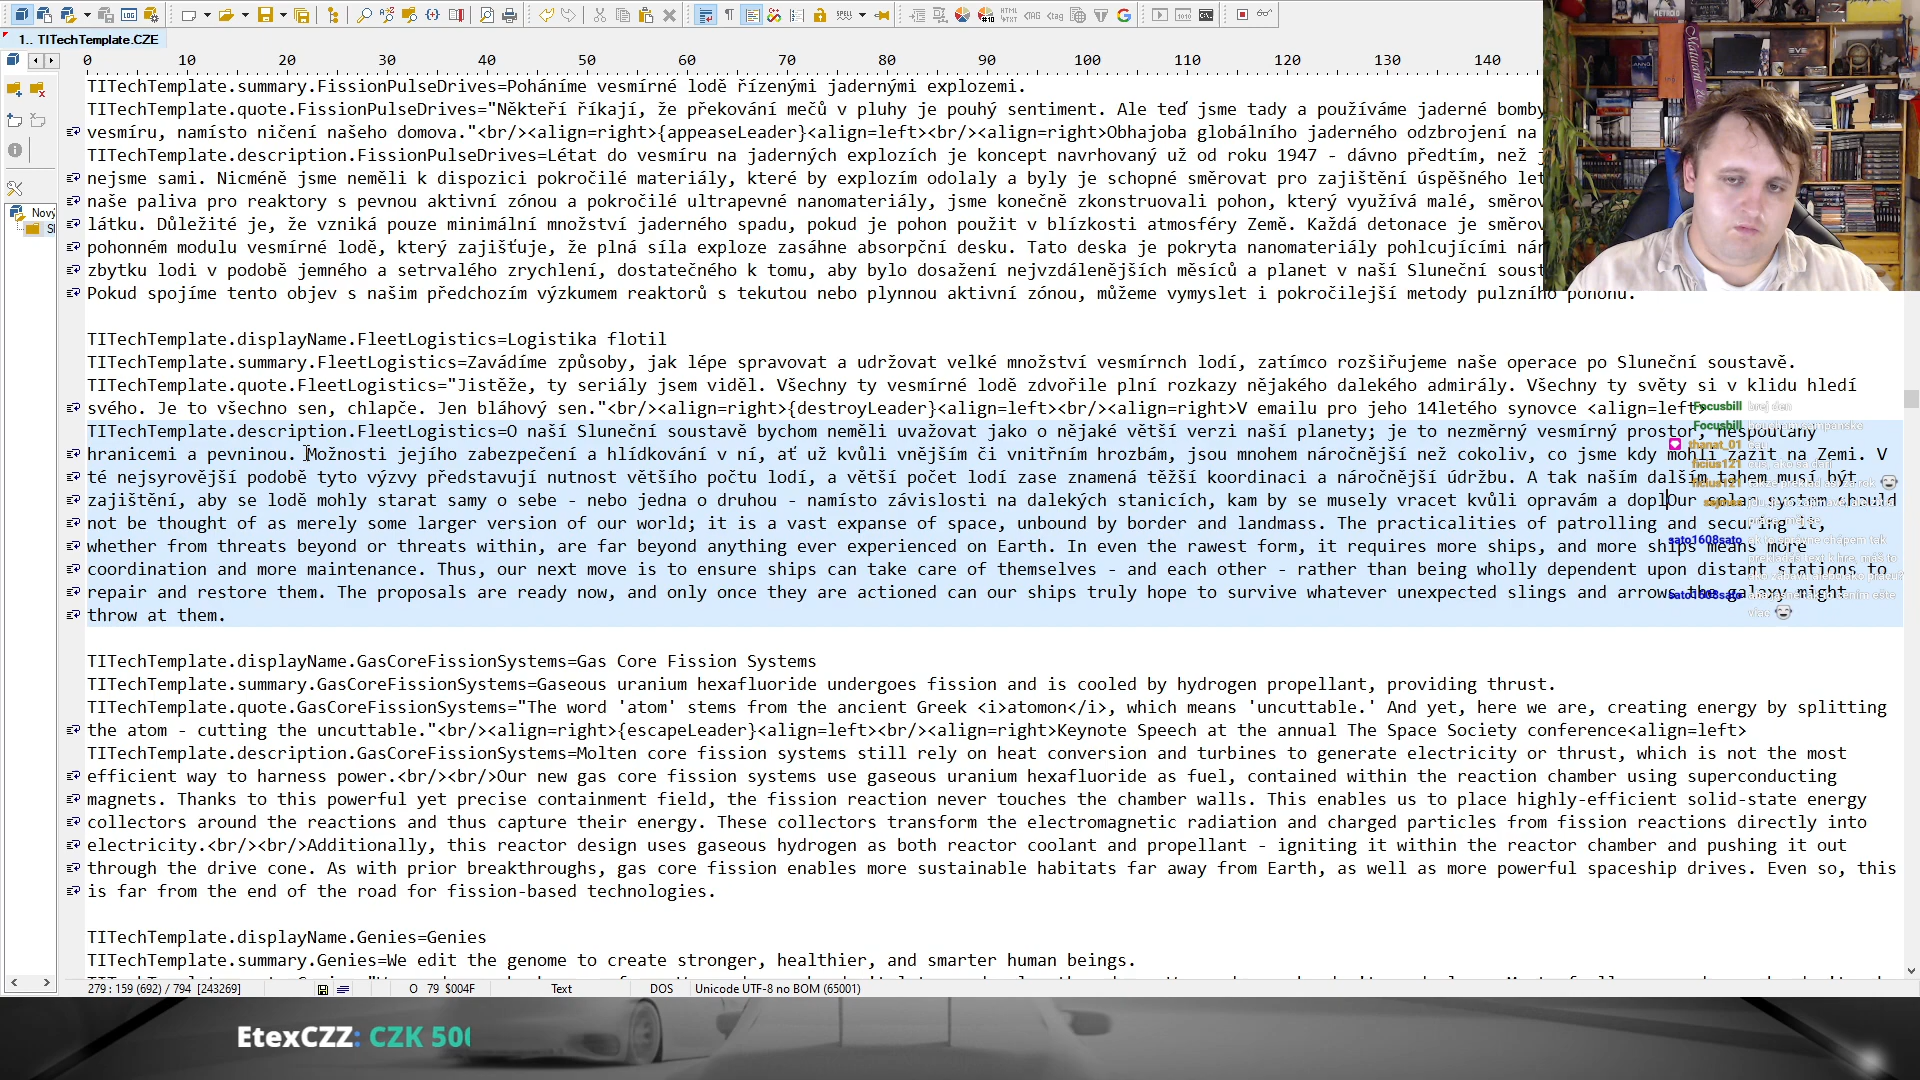 1.. TITechTemplate.CZE
0 10 20 30 40 50 60 70 80 90 100 110 120 130 140
TITechTemplate.summary.FissionPulseDrives=Poháníme vesmírné lodě řízenými jadernými explozemi.
TITechTemplate.quote.FissionPulseDrives="Někteří říkají, že překování mečů v pluhy je pouhý sentiment. Ale teď jsme tady a používáme jaderné bomby
vesmíru, namísto ničení našeho domova."<br/><align=right>{appeaseLeader}<align=left><br/><align=right>Obhajoba globálního jaderného odzbrojení na
TITechTemplate.description.FissionPulseDrives=Létat do vesmíru na jaderných explozích je koncept navrhovaný už od roku 1947 - dávno předtím, než
nejsme sami. Nicméně jsme neměli k dispozici pokročilé materiály, které by explozím odolaly a byly je schopné směrovat pro zajištění úspěšného
naše paliva pro reaktory s pevnou aktivní zónou a pokročilé ultrapevné nanomateriály, jsme konečně zkonstruovali pohon, který využívá malé,
látku. Důležité je, že vzniká pouze minimální množství jaderného spadu, pokud je pohon použit v blízkosti atmosféry Země. Každá detonace je
pohonném modulu vesmírné lodě, který zajišťuje, že plná síla exploze zasáhne absorpční desku. Tato deska je pokryta nanomateriály pohlcujícími
zbytku lodi v podobě jemného a setrvalého zrychlení, dostatečného k tomu, aby bylo dosažení nejvzdálenějších měsíců a planet v naší Sluneční
Pokud spojíme tento objev s našim předchozím výzkumem reaktorů s tekutou nebo plynnou aktivní zónou, můžeme vymyslet i pokročilejší metody pulzního pohonu.
TITechTemplate.displayName.FleetLogistics=Logistika flotil
TITechTemplate.summary.FleetLogistics=Zavádíme způsoby, jak lépe spravovat a udržovat velké množství vesmírnch lodí, zatímco rozšiřujeme naše operace po Sluneční soustavě.
TITechTemplate.quote.FleetLogistics="Jistěže, ty seriály jsem viděl. Všechny ty vesmírné lodě zdvořile plní rozkazy nějakého dalekého admirály. Všechny ty světy si v klidu hledí
svého. Je to všechno sen, chlapče. Jen bláhový sen."<br/><align=right>{destroyLeader}<align=left><br/><align=right>V emailu pro jeho 14letého synovce <align=left>
Focusbill brej den
TITechTemplate.description.FleetLogistics=O naší Sluneční soustavě bychom neměli uvažovat jako o nějaké větší verzi naší planety; je to nezměrný vesmírný prostor, nespoutaný
Focusbill
hranicemi a pevninou. Možnosti jejího zabezpečení a hlídkování v ní, ať už kvůli vnějším či vnitřním hrozbám, jsou mnohem náročnější než cokoliv, co jsme kdy mohli zažít na Zemi. V
thanat_01
ficius121
té nejsyrovější podobě tyto výzvy představují nutnost většího počtu lodí, a větší počet lodí zase znamená těžší koordinaci a náročnější údržbu. A tak naším dalším tahem musí být
ficius121
zajištění, aby se lodě mohly starat samy o sebe - nebo jedna o druhou - namísto závislosti na dalekých stanicích, kam by se musely vracet kvůli opravám a doplOur solar system should
not be thought of as merely some larger version of our world; it is a vast expanse of space, unbound by border and landmass. The practicalities of patrolling and securing it,
sato1608sato
whether from threats beyond or threats within, are far beyond anything ever experienced on Earth. In even the rawest form, it requires more ships, and more ships means more
coordination and more maintenance. Thus, our next move is to ensure ships can take care of themselves - and each other - rather than being wholly dependent upon distant stations to
repair and restore them. The proposals are ready now, and only once they are actioned can our ships truly hope to survive whatever unexpected slings and arrows the galaxy might
sato1608sato
throw at them.
TITechTemplate.displayName.GasCoreFissionSystems=Gas Core Fission Systems
TITechTemplate.summary.GasCoreFissionSystems=Gaseous uranium hexafluoride undergoes fission and is cooled by hydrogen propellant, providing thrust.
TITechTemplate.quote.GasCoreFissionSystems="The word 'atom' stems from the ancient Greek <i>atomon</i>, which means 'uncuttable.' And yet, here we are, creating energy by splitting
the atom - cutting the uncuttable."<br/><align=right>{escapeLeader}<align=left><br/><align=right>Keynote Speech at the annual The Space Society conference<align=left>
TITechTemplate.description.GasCoreFissionSystems=Molten core fission systems still rely on heat conversion and turbines to generate electricity or thrust, which is not the most
efficient way to harness power.<br/><br/>Our new gas core fission systems use gaseous uranium hexafluoride as fuel, contained within the reaction chamber using superconducting
magnets. Thanks to this powerful yet precise containment field, the fission reaction never touches the chamber walls. This enables us to place highly-efficient solid-state energy
collectors around the reactions and thus capture their energy. These collectors transform the electromagnetic radiation and charged particles from fission reactions directly into
electricity.<br/><br/>Additionally, this reactor design uses gaseous hydrogen as both reactor coolant and propellant - igniting it within the reactor chamber and pushing it out
through the drive cone. As with prior breakthroughs, gas core fission enables more sustainable habitats far away from Earth, as well as more powerful spaceship drives. Even so, this
is far from the end of the road for fission-based technologies.
TITechTemplate.displayName.Genies=Genies
TITechTemplate.summary.Genies=We edit the genome to create stronger, healthier, and smarter human beings.
279 : 159 (692) / 794 [243269] O 79 $004F Text DOS Unicode UTF-8 no BOM (65001)
EtexCZZ: CZK 500